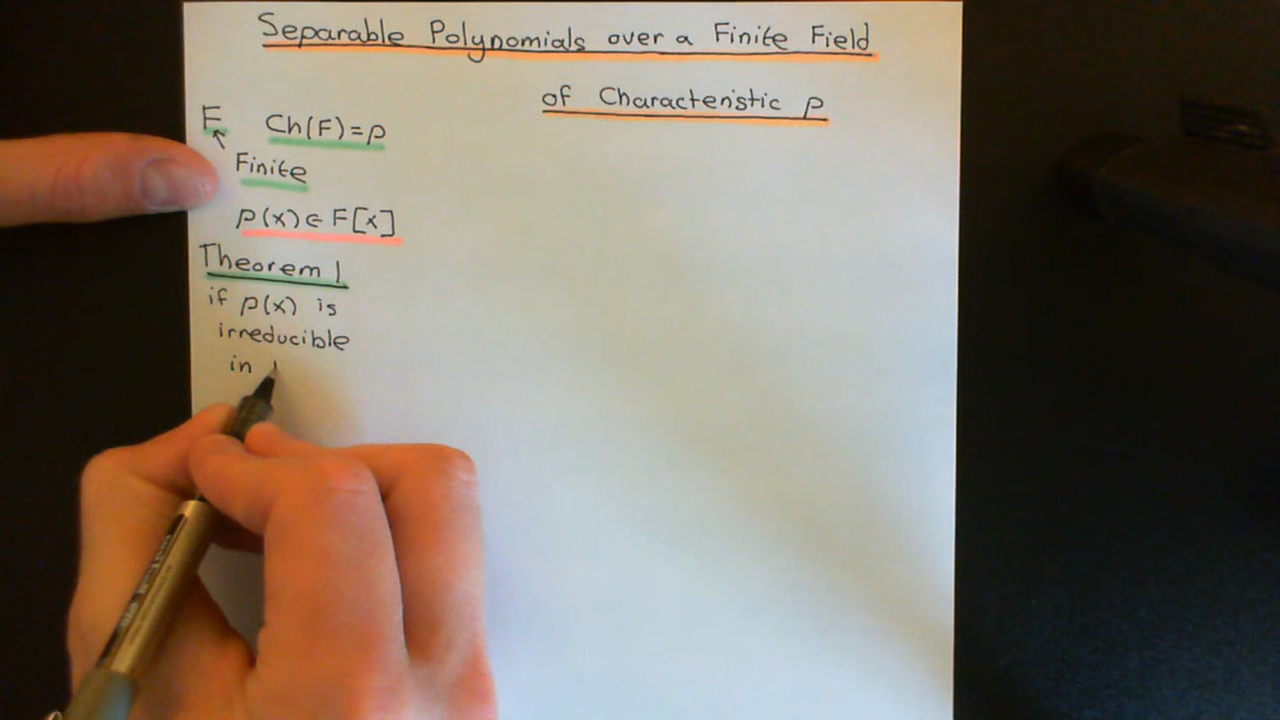 Separable Polynomials over a Finite Field
of Characteristic p
F Ch(F)=p
Finite
p(x)∈F[x]
Theorem 1
if p(x) is
irreducible
in